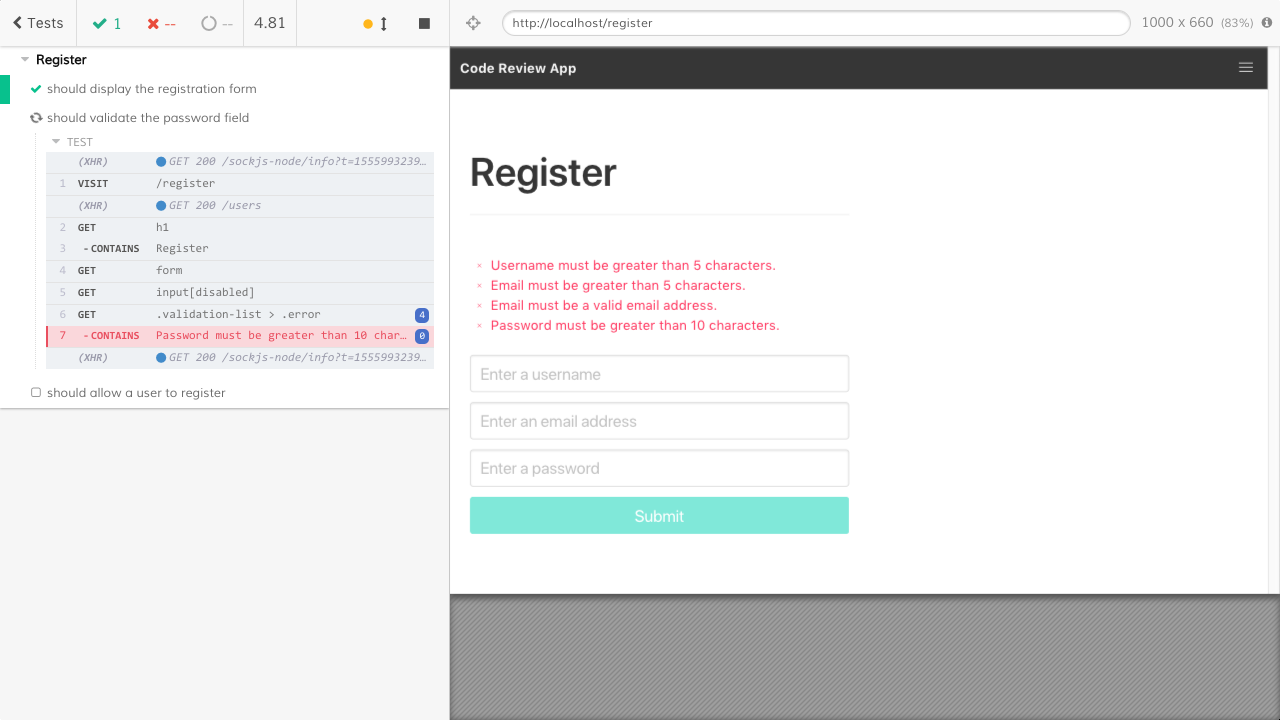 Tests 1 -- -- 4.81
http://localhost/register 1000 x 660 (83%)
Register
should display the registration form
should validate the password field
TEST
(XHR) GET 200 /sockjs-node/info?t=1555993239…
1 VISIT /register
(XHR) GET 200 /users
2 GET h1
3 -CONTAINS Register
4 GET form
5 GET input[disabled]
6 GET .validation-list > .error 4
7 -CONTAINS Password must be greater than 10 char… 0
(XHR) GET 200 /sockjs-node/info?t=1555993239…
should allow a user to register
Code Review App
Register
Username must be greater than 5 characters.
Email must be greater than 5 characters.
Email must be a valid email address.
Password must be greater than 10 characters.
Enter a username
Enter an email address
Enter a password
Submit